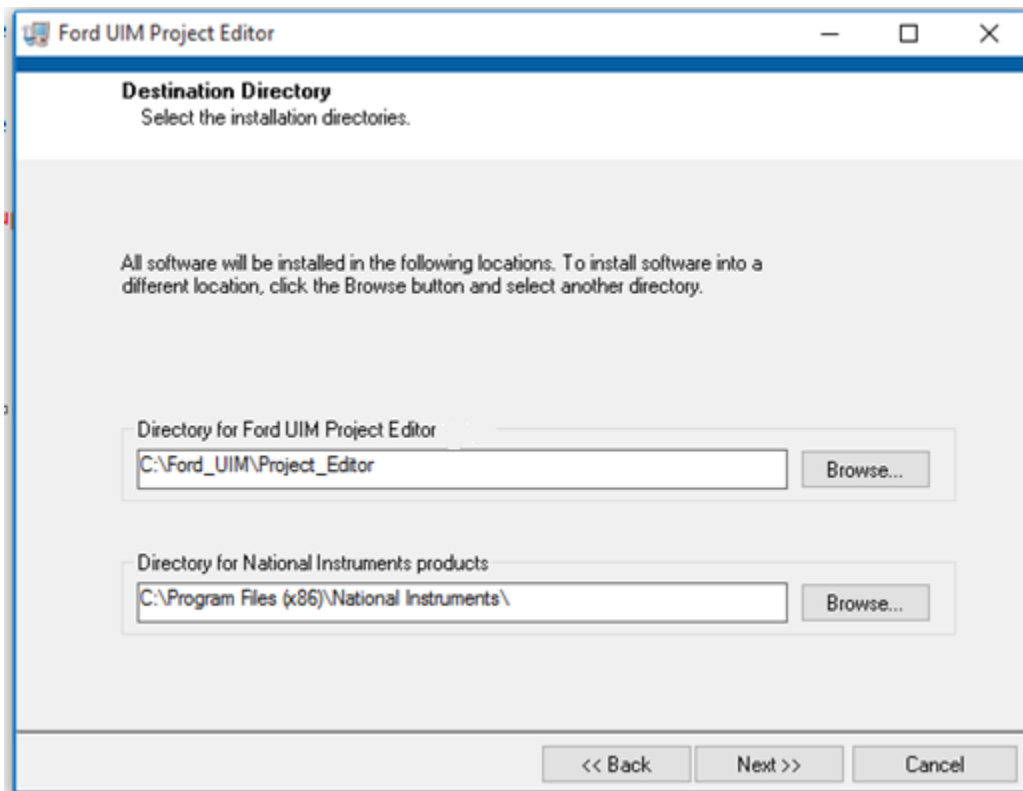 Ford UIM Project Editor
Destination Directory
Select the installation directories.
All software will be installed in the following locations. To install software into a
different location, click the Browse button and select another directory.
Directory for Ford UIM Project Editor
C:\Ford_UIM\Project_Editor
Browse...
Directory for National Instruments products
C:\Program Files (x86)\National Instruments\
Browse...
<< Back
Next >>
Cancel